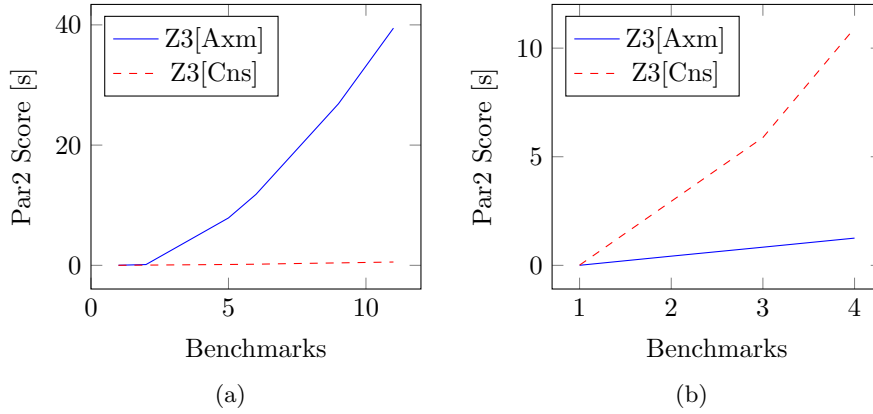 40
20
0
Par2 Score [s]
Z3[Axm]
Z3[Cns]
0 5 10
Benchmarks
(a)
10
5
0
Par2 Score [s]
Z3[Axm]
Z3[Cns]
1 2 3 4
Benchmarks
(b)